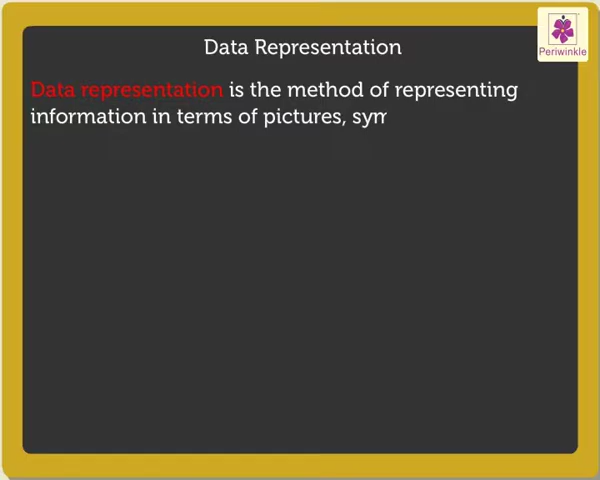 Data Representation
Periwinkle
Data representation is the method of representing
information in terms of pictures, sym